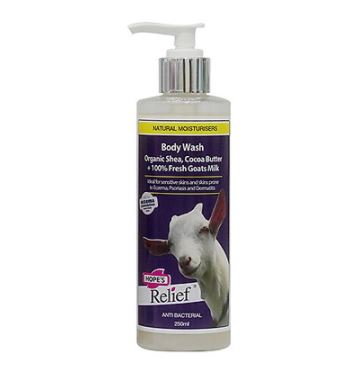 NATURAL MOISTURISERS
Body Wash
Organic Shea, Cocoa Butter
+ 100% Fresh Goats Milk
Ideal for sensitive skins and skins prone
to Eczema, Psoriasis and Dermatitis
HOPE'S
Relief®
ANTI BACTERIAL
250ml